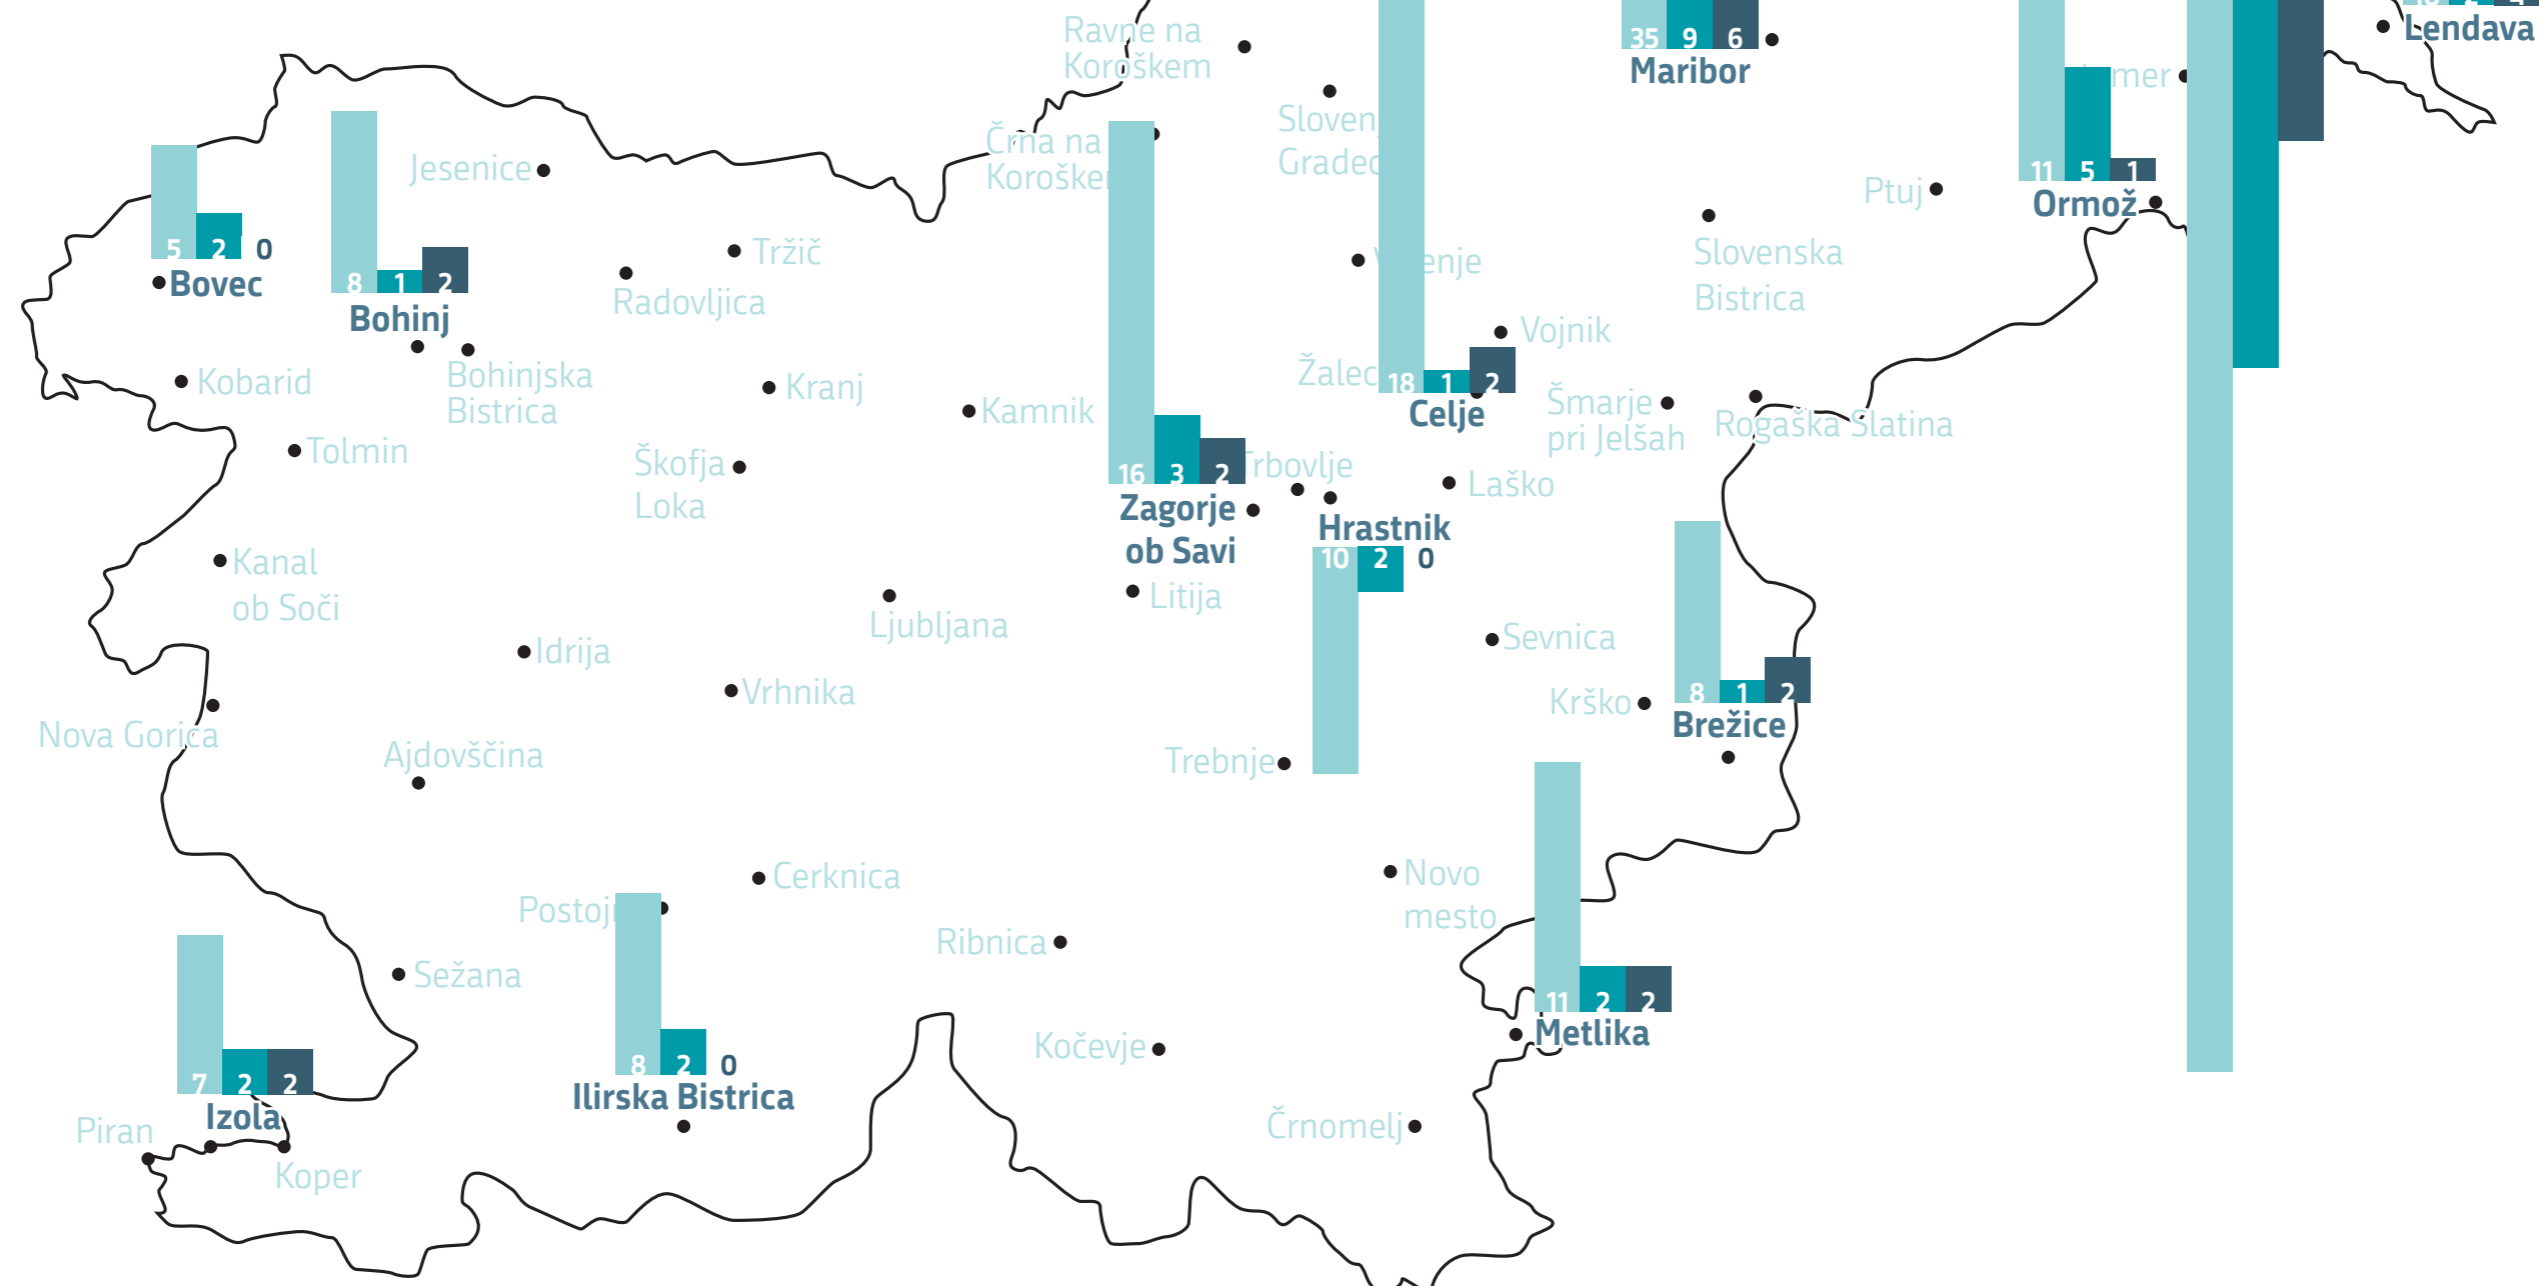 Ravne na
Koroškem
35 9 6
Maribor
Lendava
Črna na
Gradec
Jesenice
11 5 1
Ormož
Ptuj
5 2 0
Bovec
8 1 2
Bohinj
Tržič
Radovljica
Slovenska
Bistrica
Vojnik
Kobarid
Bohinjska
Bistrica
Kranj
Kamnik
Žalec
18 1 2
Celje
Šmarje
pri Jelšah
Rogaška Slatina
Tolmin
Škofja
Loka
16 3 2
Zagorje
ob Savi
Trbovlje
Laško
Hrastnik
10 2 0
Kanal
ob Soči
Litija
Ljubljana
Idrija
Sevnica
Vrhnika
Krško
8 1 2
Brežice
Nova Gorica
Ajdovščina
Trebnje
Cerknica
Novo
mesto
Ribnica
Sežana
11 2 2
Metlika
Kočevje
8 2 0
Ilirska Bistrica
7 2 2
Izola
Piran
Koper
Črnomelj